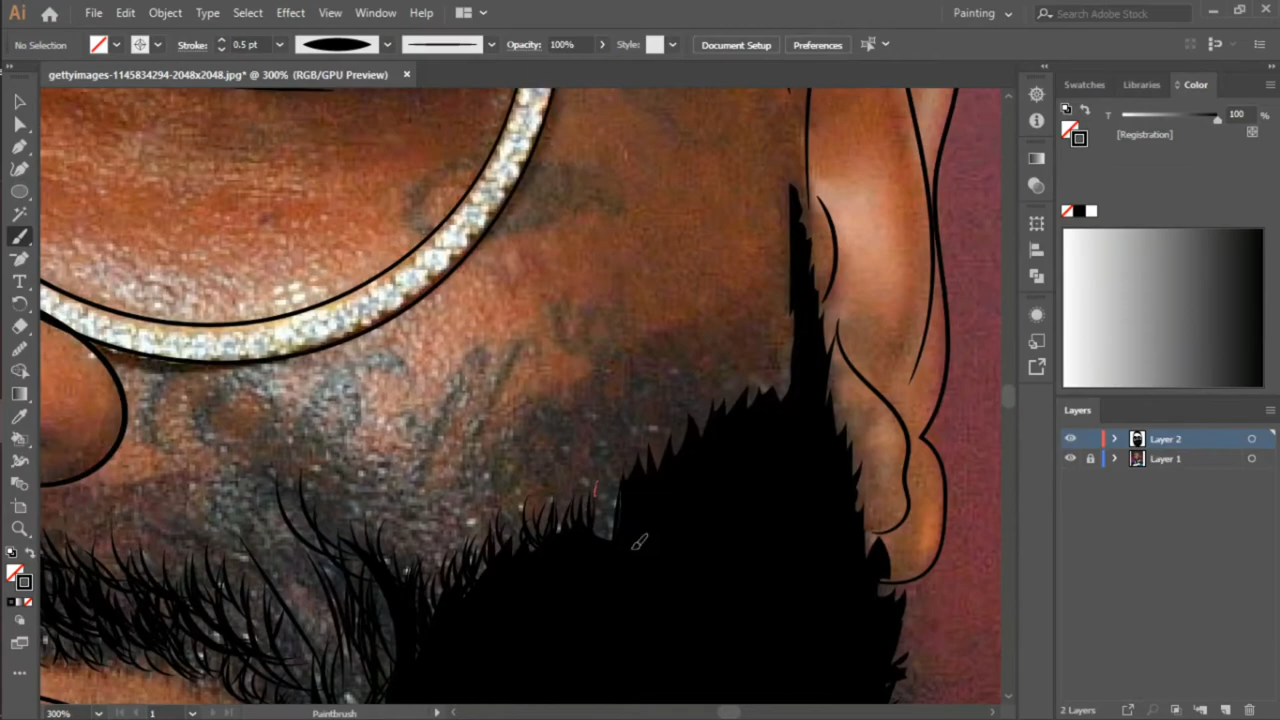 Ai File Edit Object Type Select Effect View Window Help Painting Search Adobe Stock
No Selection Stroke: 0.5 pt Opacity: 100% Style: Document Setup Preferences
gettyimages-1145834294-2048x2048.jpg* @ 300% (RGB/GPU Preview) ×
Swatches Libraries Color
T 100 %
[Registration]
Layers
Layer 2
Layer 1
300% 1 Paintbrush 2 Layers